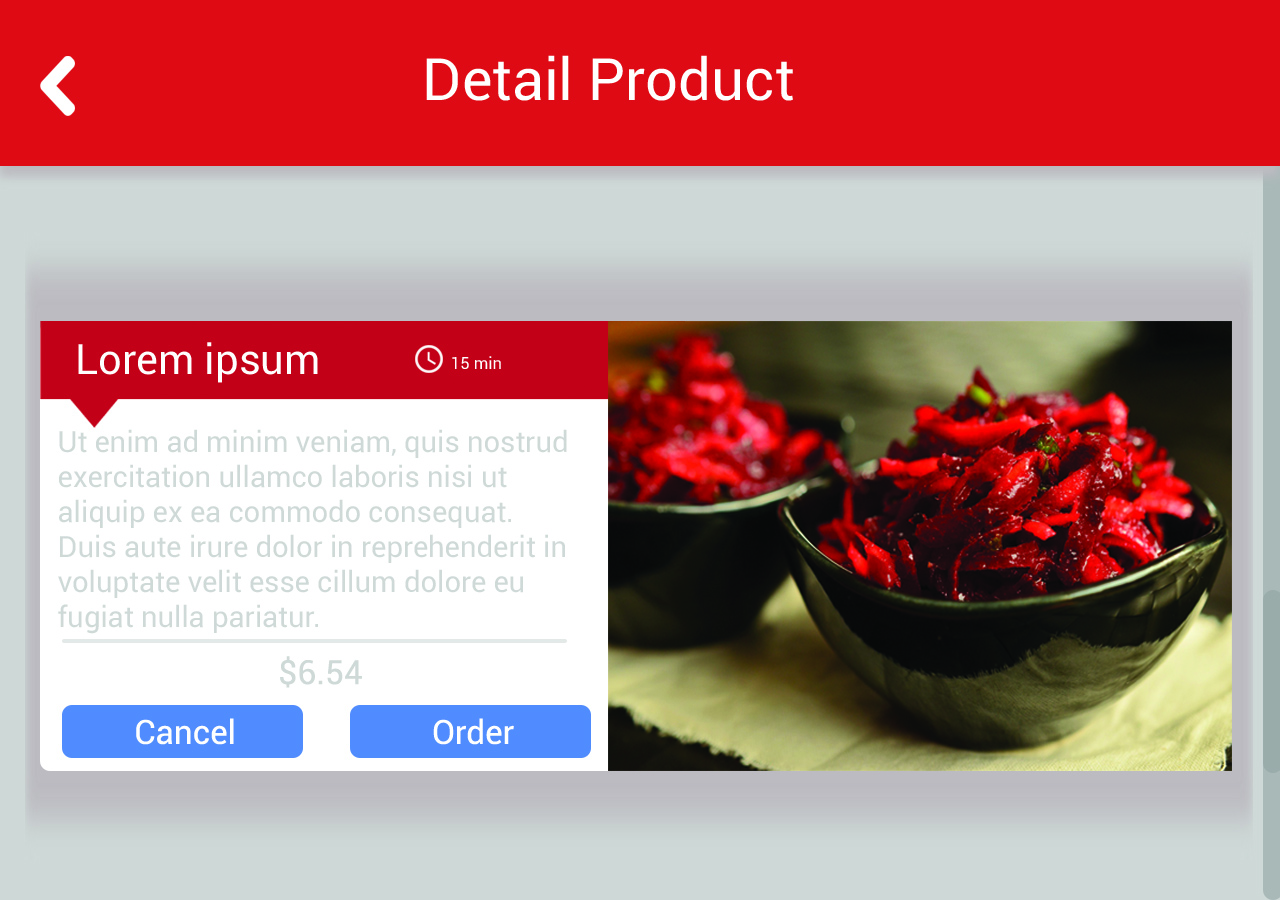 Detail Product
Lorem ipsum
15 min
Ut enim ad minim veniam, quis nostrud
exercitation ullamco laboris nisi ut
aliquip ex ea commodo consequat.
Duis aute irure dolor in reprehenderit in
voluptate velit esse cillum dolore eu
fugiat nulla pariatur.
$6.54
Cancel
Order